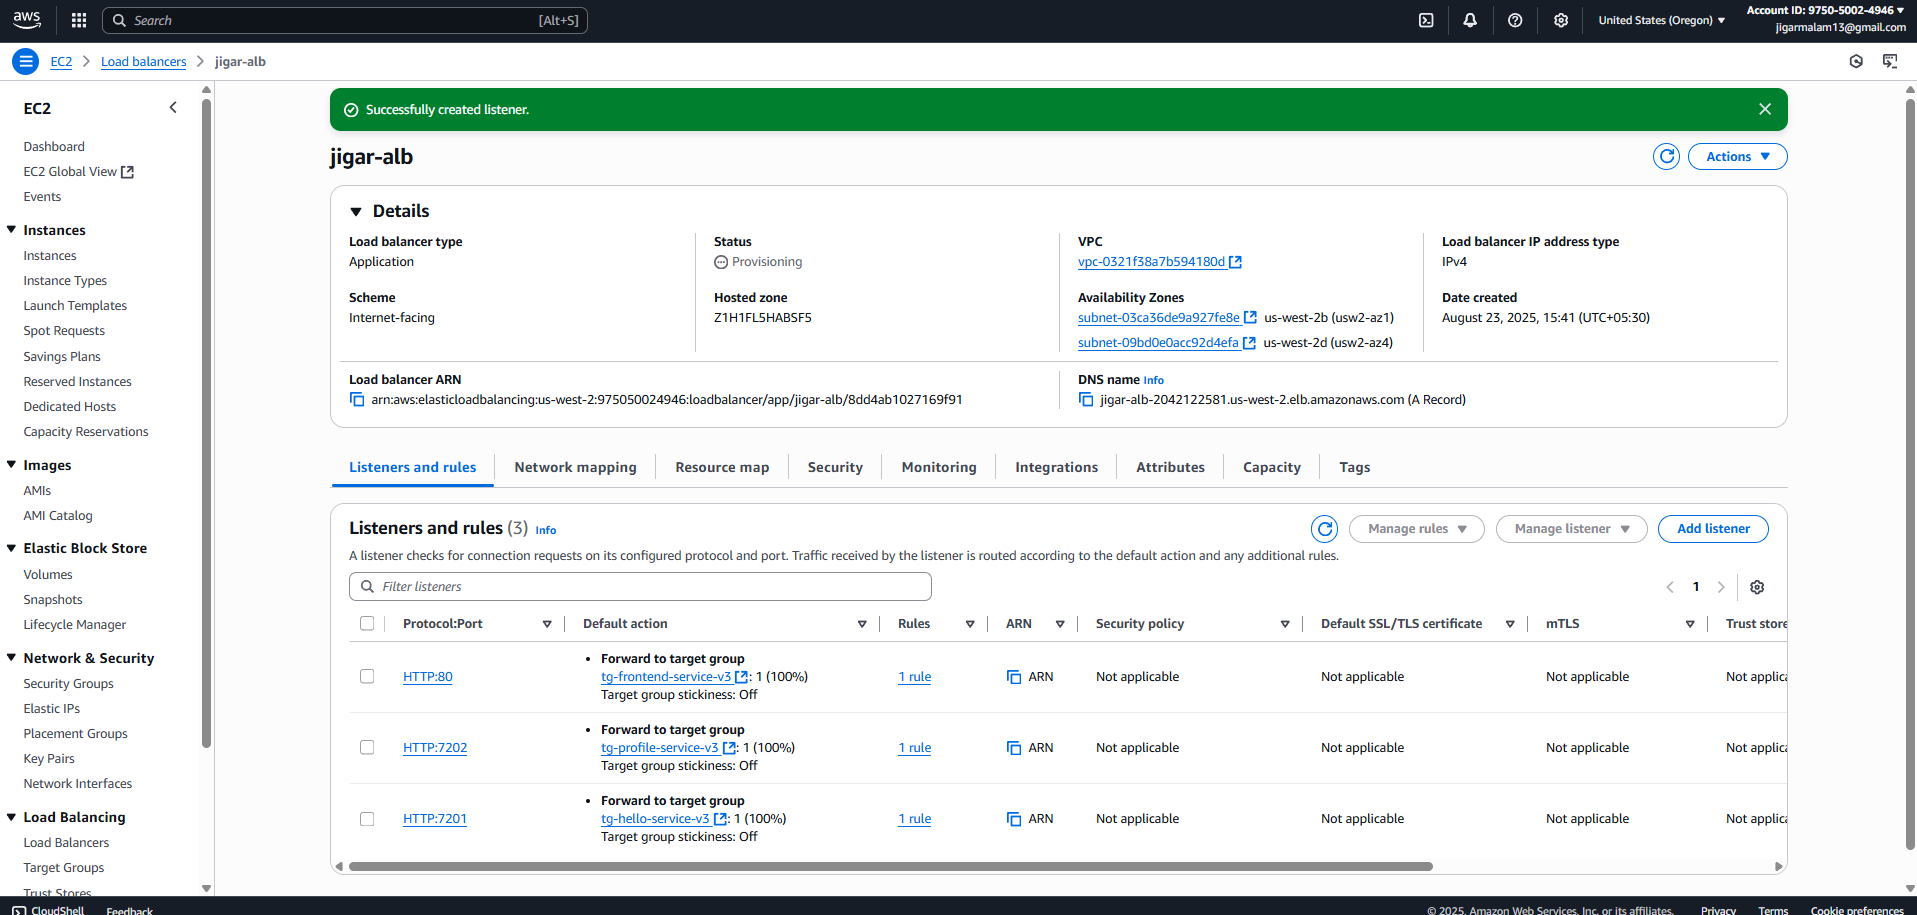 aws
Search
[Alt+S]
United States (Oregon)
Account ID: 9750-5002-4946
jigarmalam13@gmail.com
EC2
Load balancers
jigar-alb
EC2
Dashboard
EC2 Global View
Events
Instances
Instances
Instance Types
Launch Templates
Spot Requests
Savings Plans
Reserved Instances
Dedicated Hosts
Capacity Reservations
Images
AMIs
AMI Catalog
Elastic Block Store
Volumes
Snapshots
Lifecycle Manager
Network & Security
Security Groups
Elastic IPs
Placement Groups
Key Pairs
Network Interfaces
Load Balancing
Load Balancers
Target Groups
Trust Stores
Successfully created listener.
jigar-alb
Actions
Details
Load balancer type
Application
Status
Provisioning
VPC
vpc-0321f38a7b594180d
Load balancer IP address type
IPv4
Scheme
Internet-facing
Hosted zone
Z1H1FL5HABSF5
Availability Zones
subnet-03ca36de9a927fe8e us-west-2b (usw2-az1)
subnet-09bd0e0acc92d4efa us-west-2d (usw2-az4)
Date created
August 23, 2025, 15:41 (UTC+05:30)
Load balancer ARN
arn:aws:elasticloadbalancing:us-west-2:975050024946:loadbalancer/app/jigar-alb/8dd4ab1027169f91
DNS name Info
jigar-alb-2042122581.us-west-2.elb.amazonaws.com (A Record)
Listeners and rules
Network mapping
Resource map
Security
Monitoring
Integrations
Attributes
Capacity
Tags
Listeners and rules (3) Info
Manage rules
Manage listener
Add listener
A listener checks for connection requests on its configured protocol and port. Traffic received by the listener is routed according to the default action and any additional rules.
Filter listeners
1
Protocol:Port
Default action
Rules
ARN
Security policy
Default SSL/TLS certificate
mTLS
Trust store
HTTP:80
• Forward to target group
tg-frontend-service-v3 : 1 (100%)
Target group stickiness: Off
1 rule
ARN
Not applicable
Not applicable
Not applicable
Not applica
HTTP:7202
• Forward to target group
tg-profile-service-v3 : 1 (100%)
Target group stickiness: Off
1 rule
ARN
Not applicable
Not applicable
Not applicable
Not applica
HTTP:7201
• Forward to target group
tg-hello-service-v3 : 1 (100%)
Target group stickiness: Off
1 rule
ARN
Not applicable
Not applicable
Not applicable
Not applica
CloudShell
Feedback
© 2025, Amazon Web Services, Inc. or its affiliates.
Privacy
Terms
Cookie preferences